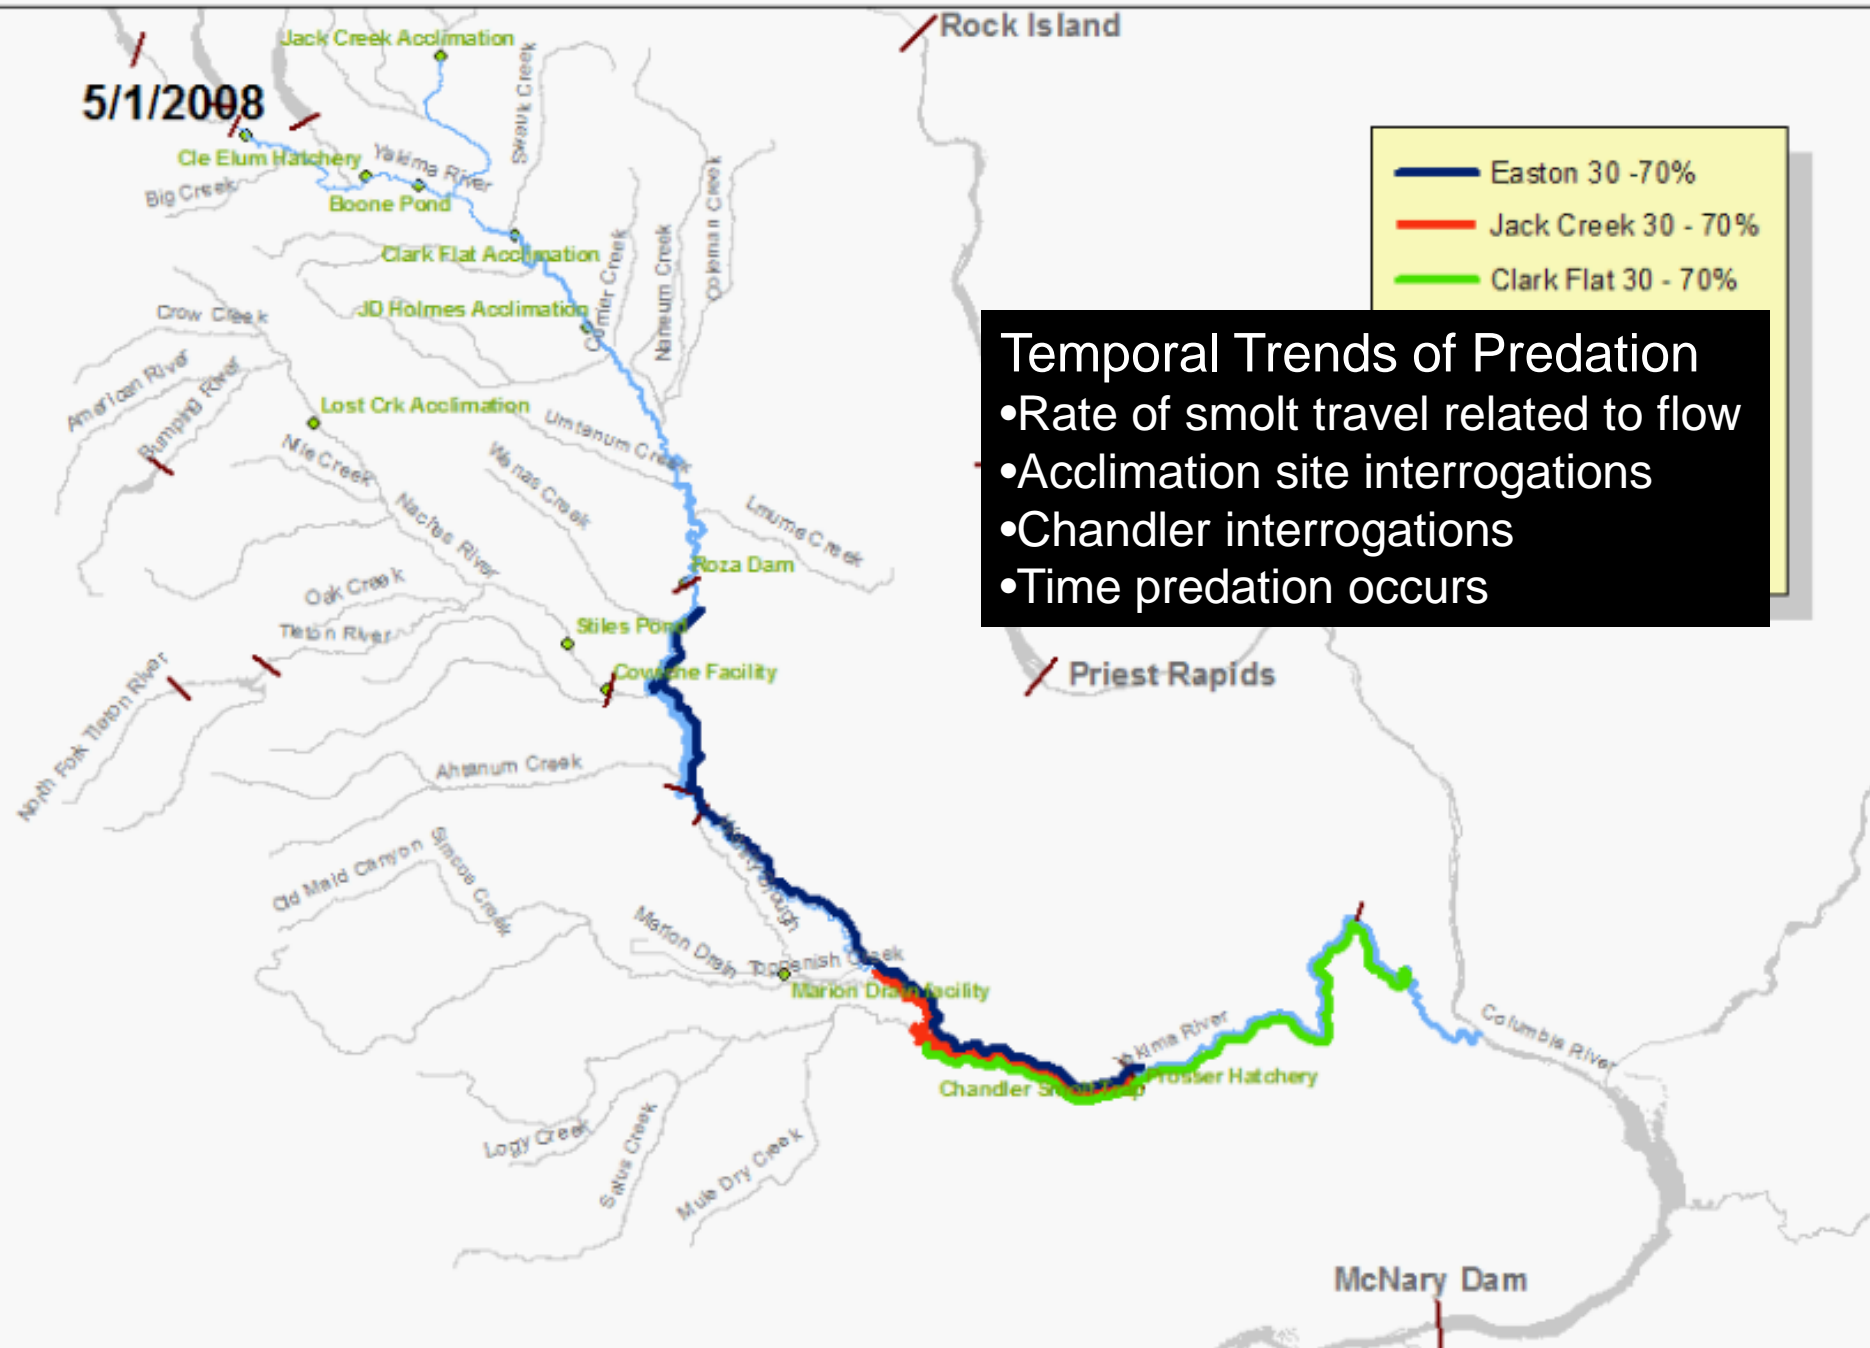 Rock Island
Jack Creek Acclimation
5/1/2008
Swauk Creek
Cle Elum Hatchery
Yakima River
Big Creek
Boone Pond
Coleman Creek
Naneum Creek
Clark Flat Acclimation
JD Holmes Acclimation
Crow Creek
American River
Bumping River
Lost Crk Acclimation
Nile Creek
Umtanum Creek
Wenas Creek
Naches River
Lmuma Creek
Roza Dam
Oak Creek
Tieton River
Stiles Pond
Cowiche Facility
North Fork Tieton River
Ahtanum Creek
Old Maid Canyon
Simcoe Creek
Marion Drain
Toppenish Creek
Marion Drain facility
Yakima River
Chandler Smolt Trap
Prosser Hatchery
Logy Creek
Satus Creek
Mule Dry Creek
Columbia River
Priest Rapids
McNary Dam
Easton 30 -70%
Jack Creek 30 - 70%
Clark Flat 30 - 70%
Temporal Trends of Predation
•Rate of smolt travel related to flow
•Acclimation site interrogations
•Chandler interrogations
•Time predation occurs